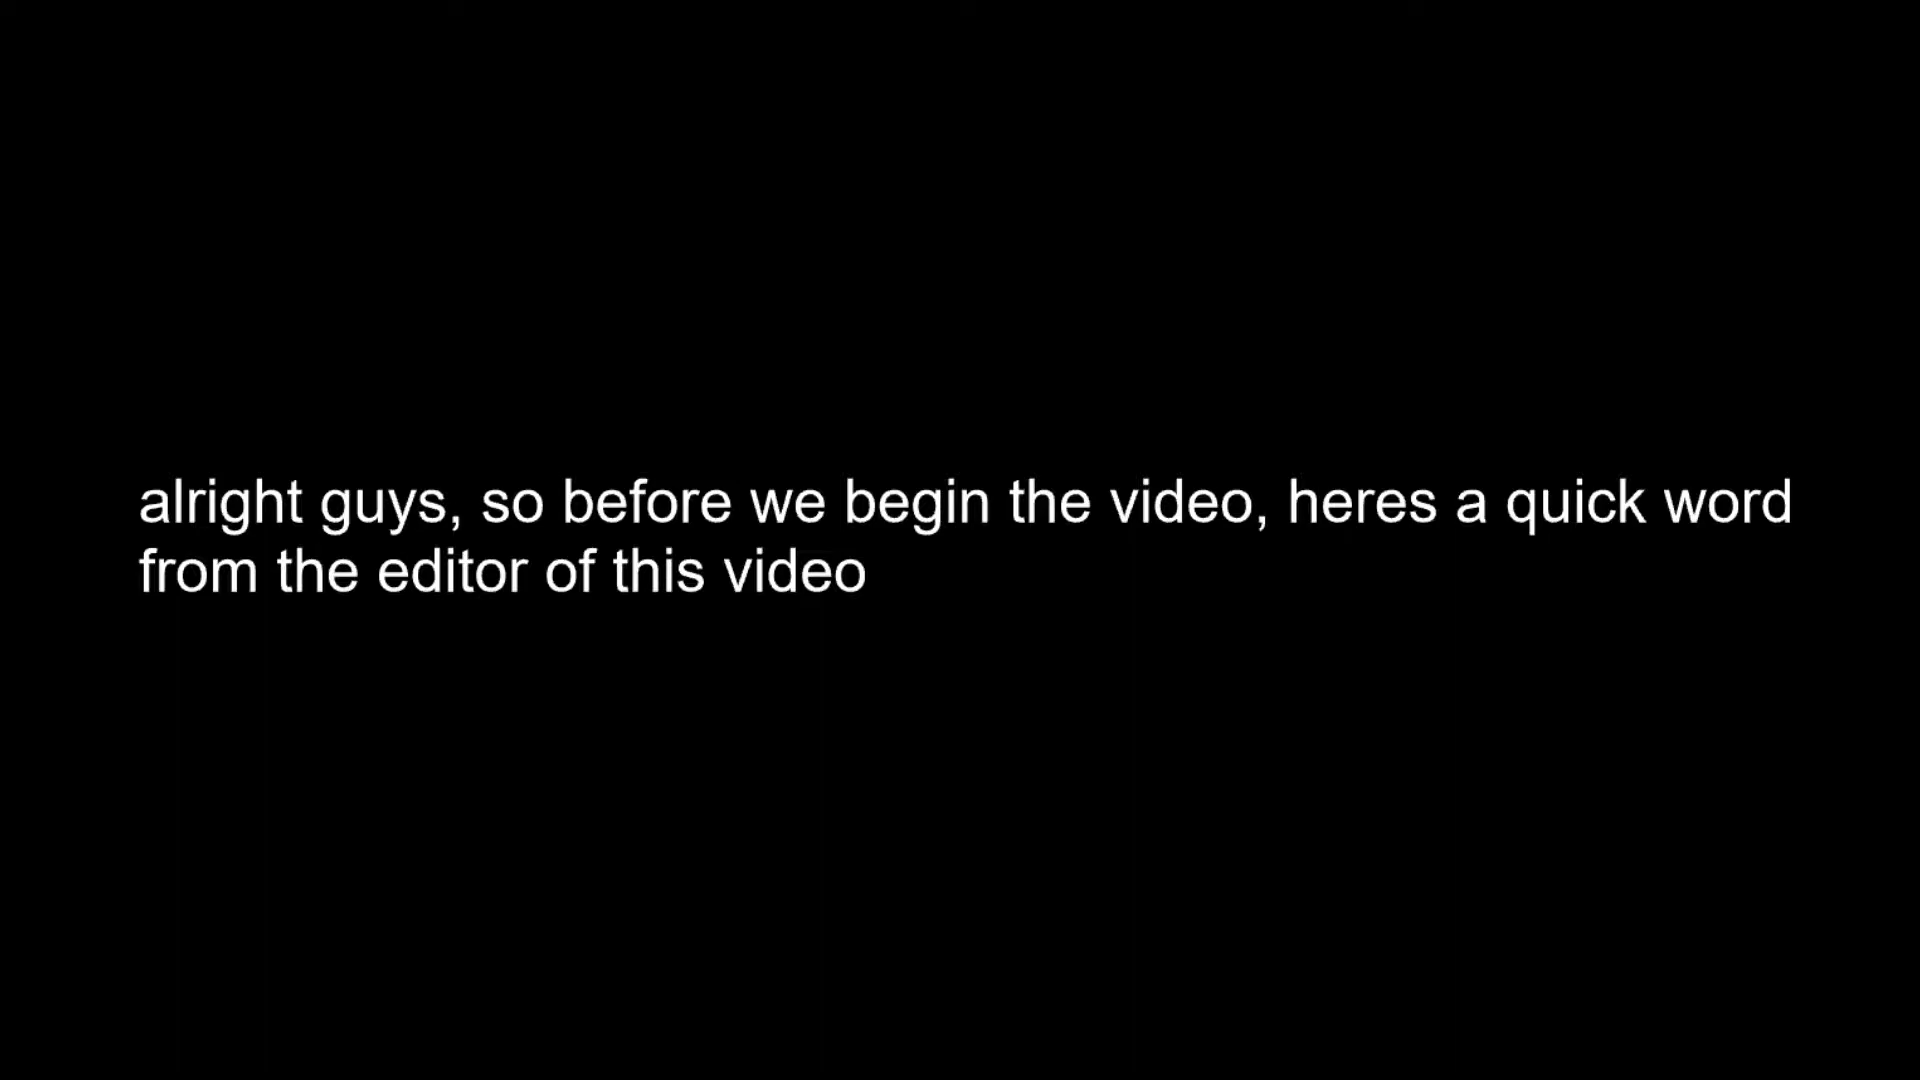 alright guys, so before we begin the video, heres a quick word
from the editor of this video